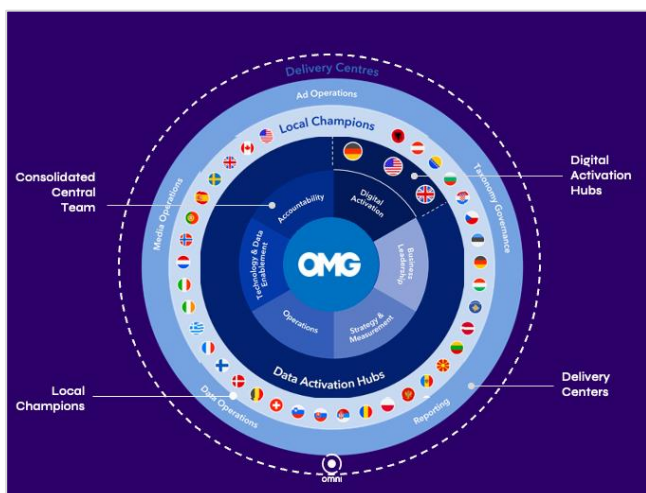 Delivery Centres
Ad Operations
Local Champions
Digital
Activation
Hubs
Consolidated
Central
Team
Accountability
Digital
Activation
Taxonomy Governance
Media Operations
Technology & Data
Enablement
OMG
Business
Leadership
Operations
Strategy &
Measurement
Data Activation Hubs
Local
Champions
Data Operations
Reporting
Delivery
Centers
omni